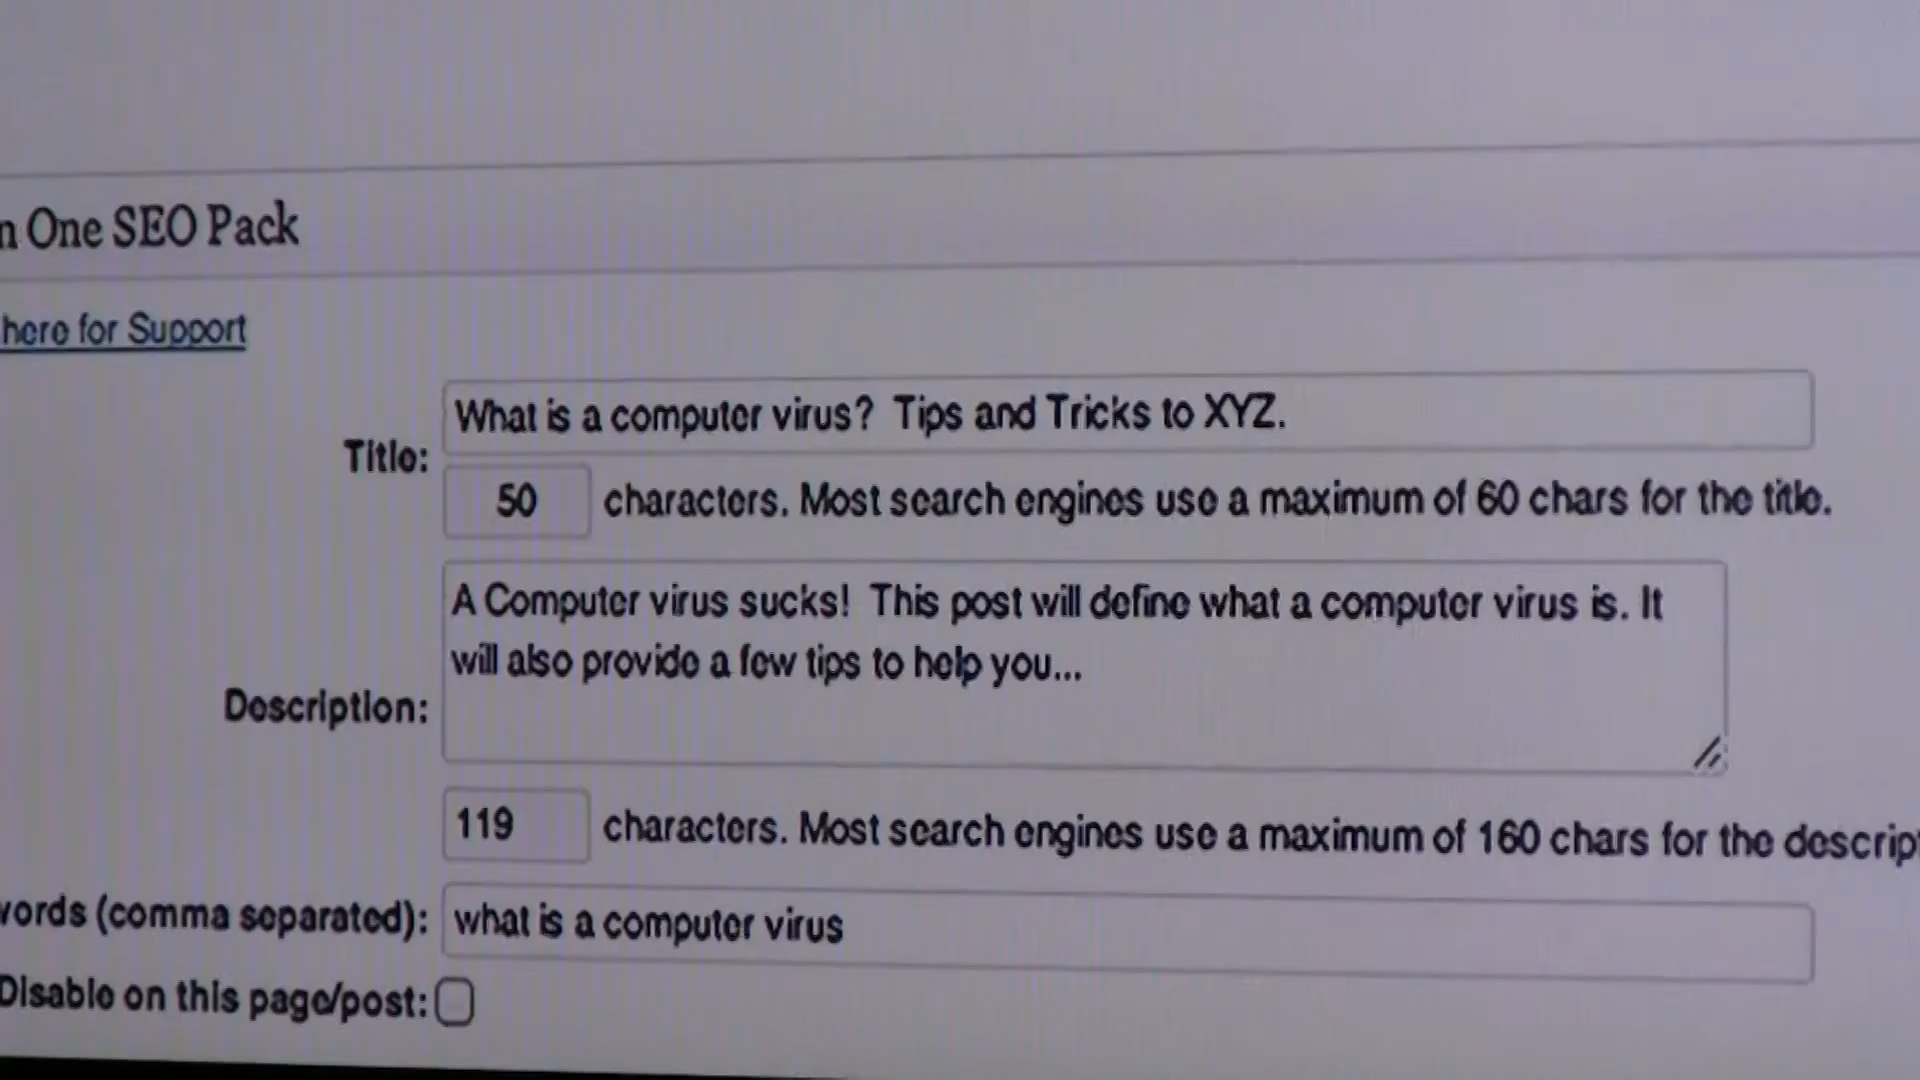 n One SEO Pack
here for Support
Title: What is a computer virus?  Tips and Tricks to XYZ.
50 characters. Most search engines use a maximum of 60 chars for the title.
A Computer virus sucks!  This post will define what a computer virus is. It
will also provide a few tips to help you...
Description:
119 characters. Most search engines use a maximum of 160 chars for the descript
words (comma separated): what is a computer virus
Disable on this page/post: